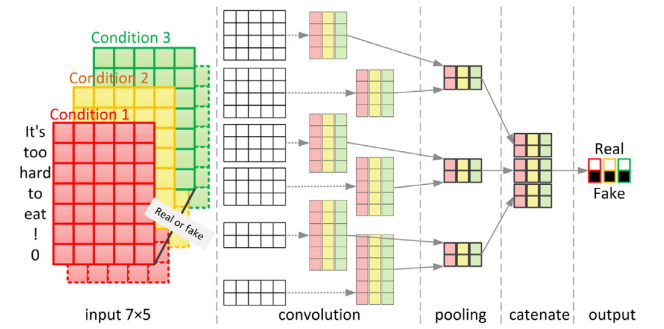 Condition 3
Condition 2
Condition 1
It's
too
hard
to
eat
!
0
Real or fake
Real
Fake
input 7×5
convolution
pooling
catenate
output